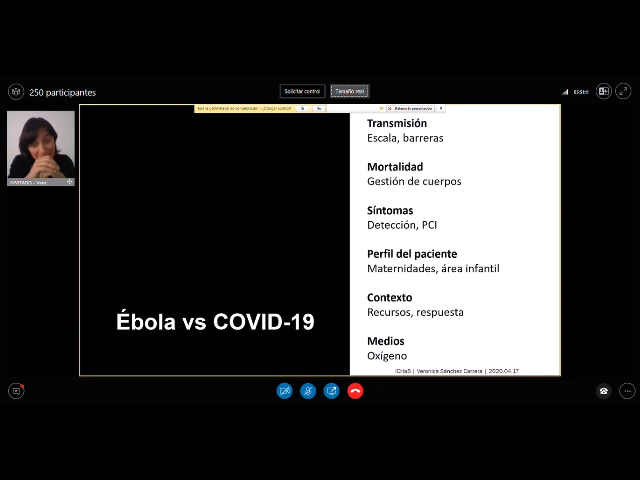 250 participantes
Solicitar control
Tamaño real
Transmisión
Escala, barreras
Mortalidad
Gestión de cuerpos
Síntomas
Detección, PCI
Perfil del paciente
Maternidades, área infantil
Contexto
Recursos, respuesta
Medios
Oxígeno
Ébola vs COVID-19
| Veronica Sánchez Carrera | 2020.04.17
INVITADO -